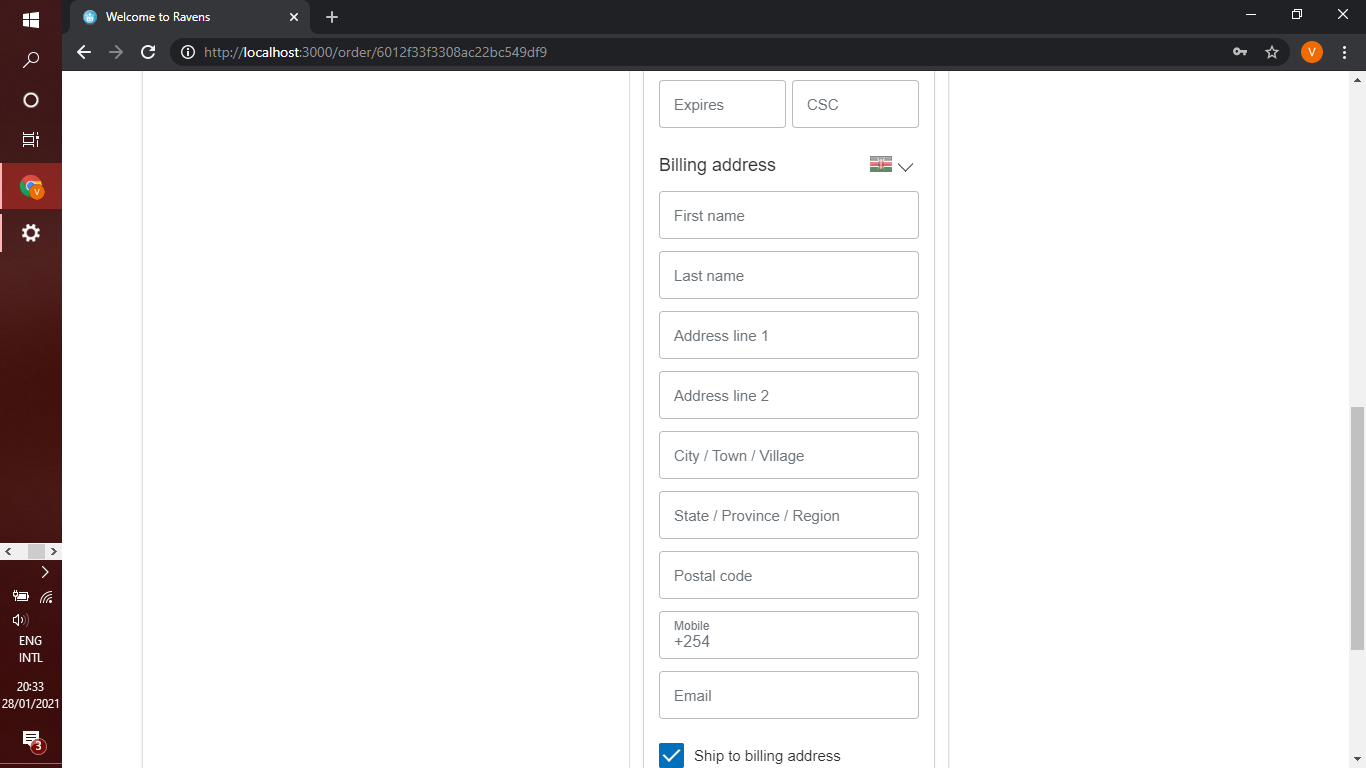 Welcome to Ravens
http://localhost:3000/order/6012f33f3308ac22bc549df9
V
Expires
CSC
Billing address
First name
Last name
Address line 1
Address line 2
City / Town / Village
State / Province / Region
Postal code
Mobile
+254
Email
Ship to billing address
V
ENG
INTL
20:33
28/01/2021
3